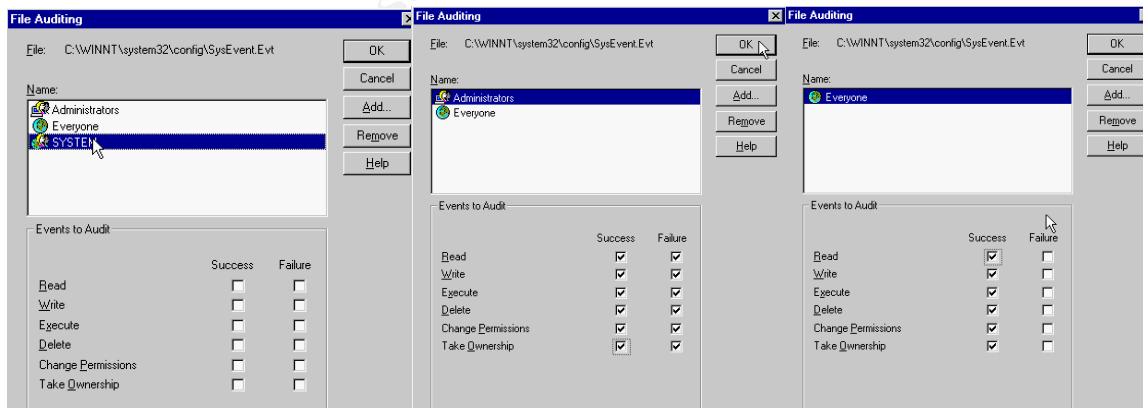 File Auditing
File: C:\WINNT\system32\config\SysEvent.Evt
OK
Cancel
Name:
Add...
Administrators
Everyone
Remove
SYSTEM
Help
Events to Audit
Success Failure
Read
Write
Execute
Delete
Change Permissions
Take Ownership
File Auditing
File: C:\WINNT\system32\config\SysEvent.Evt
OK
Cancel
Name:
Add...
Administrators
Everyone
Remove
Help
Events to Audit
Success Failure
Read
Write
Execute
Delete
Change Permissions
Take Ownership
File Auditing
File: C:\WINNT\system32\config\SysEvent.Evt
OK
Cancel
Name:
Add...
Everyone
Remove
Help
Events to Audit
Success Failure
Read
Write
Execute
Delete
Change Permissions
Take Ownership